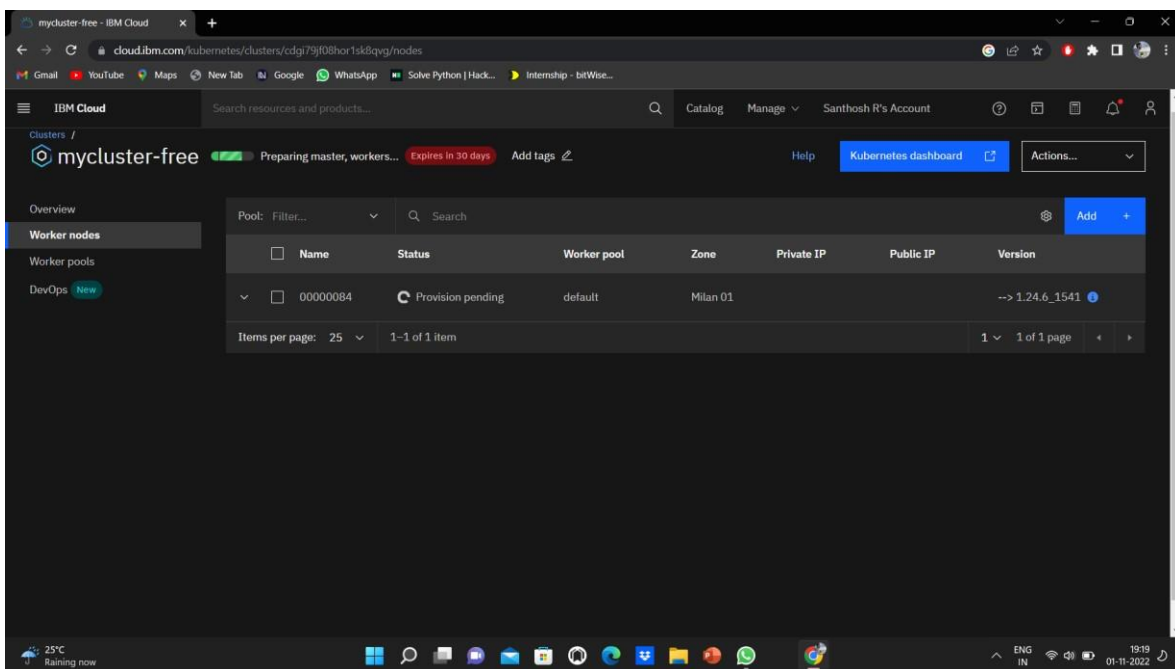 mycluster-free - IBM Cloud
cloud.ibm.com/kubernetes/clusters/cdgi79jf08hor1sk8qvg/nodes
Gmail YouTube Maps New Tab Google WhatsApp Solve Python | Hack... Internship - bitWise...
IBM Cloud Search resources and products... Catalog Manage Santhosh R's Account
Clusters /
mycluster-free Preparing master, workers... Expires in 30 days Add tags Help Kubernetes dashboard Actions...
Overview
Worker nodes
Worker pools
DevOps New
Pool: Filter... Search Add +
Name Status Worker pool Zone Private IP Public IP Version
00000084 Provision pending default Milan 01 --> 1.24.6_1541
Items per page: 25 1–1 of 1 item 1 1 of 1 page
25°C
Raining now
ENG
IN
19:19
01-11-2022